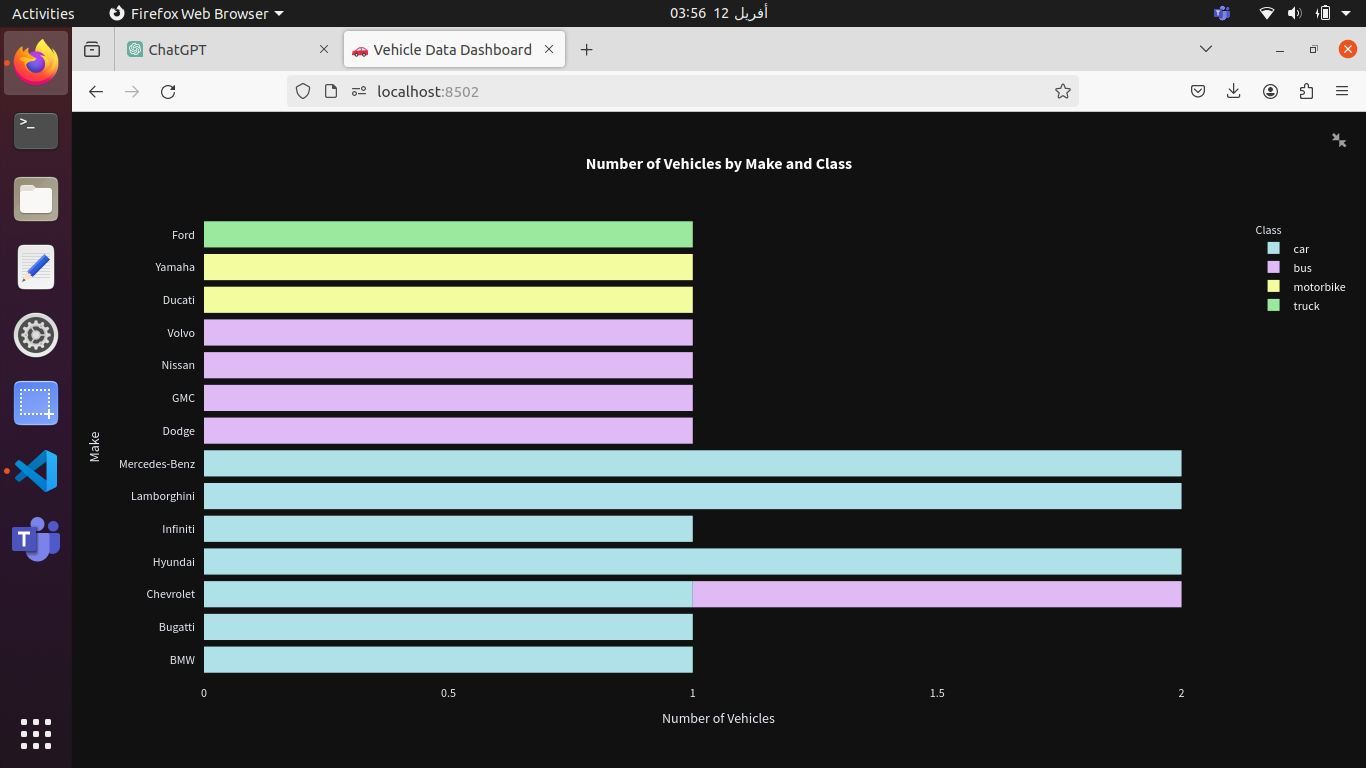 Activities
Firefox Web Browser
03:56 12 أفريل
ChatGPT
Vehicle Data Dashboard
localhost:8502
Number of Vehicles by Make and Class
Class
car
bus
motorbike
truck
Make
Ford
Yamaha
Ducati
Volvo
Nissan
GMC
Dodge
Mercedes-Benz
Lamborghini
Infiniti
Hyundai
Chevrolet
Bugatti
BMW
0 0.5 1 1.5 2
Number of Vehicles
>_
T